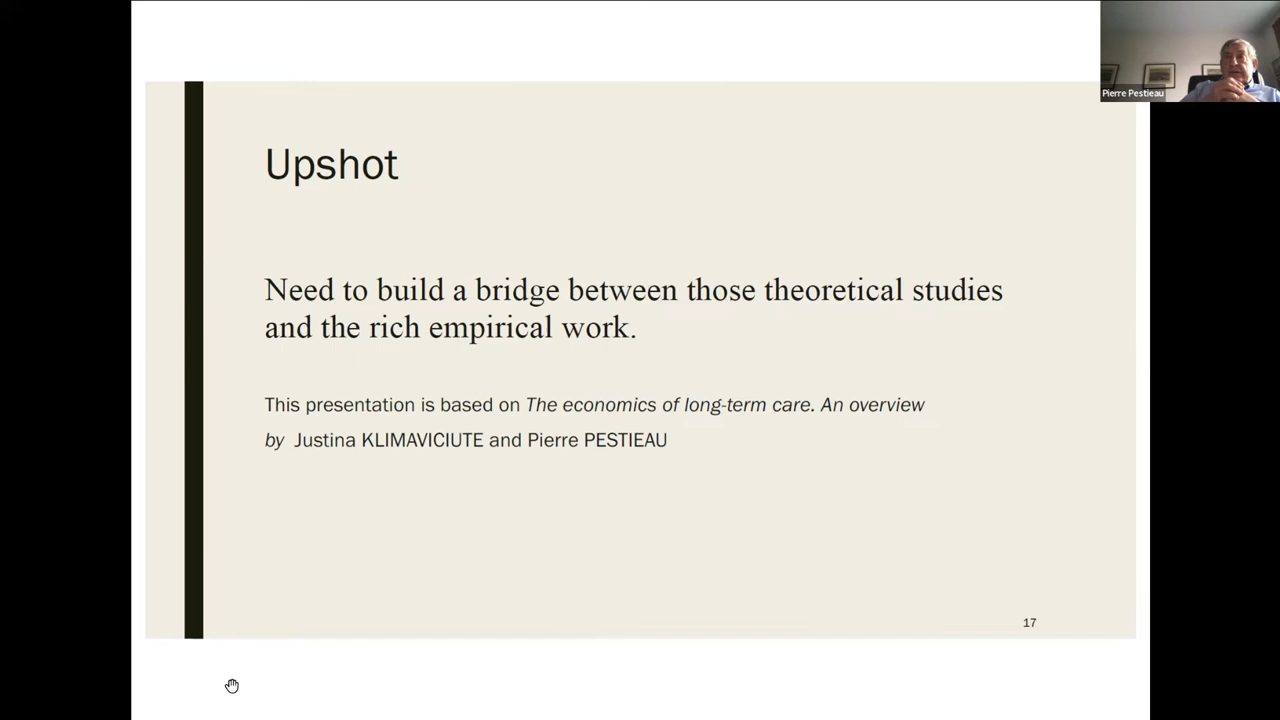 Pierre Pestieau
Upshot
Need to build a bridge between those theoretical studies
and the rich empirical work.
This presentation is based on The economics of long-term care. An overview
by Justina KLIMAVICIUTE and Pierre PESTIEAU
17